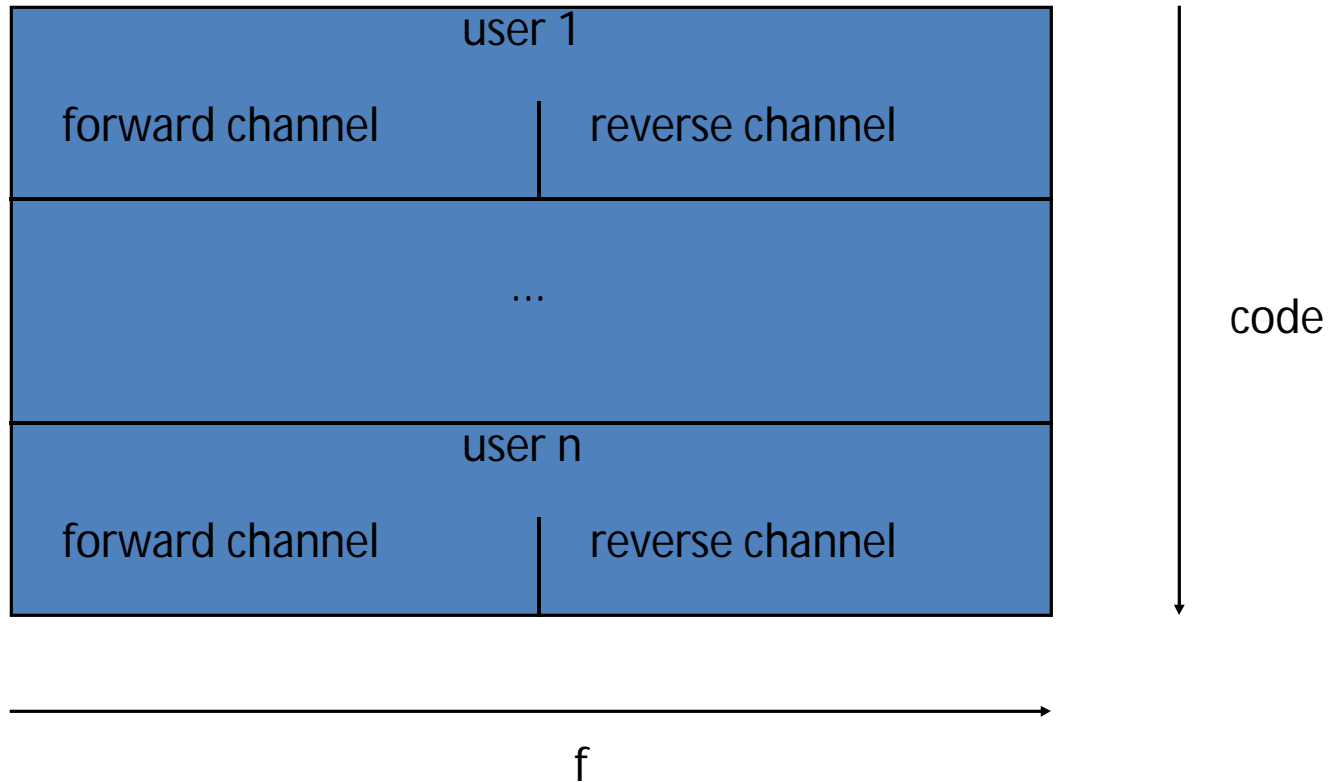 user 1
forward channel
reverse channel
...
code
user n
forward channel
reverse channel
f